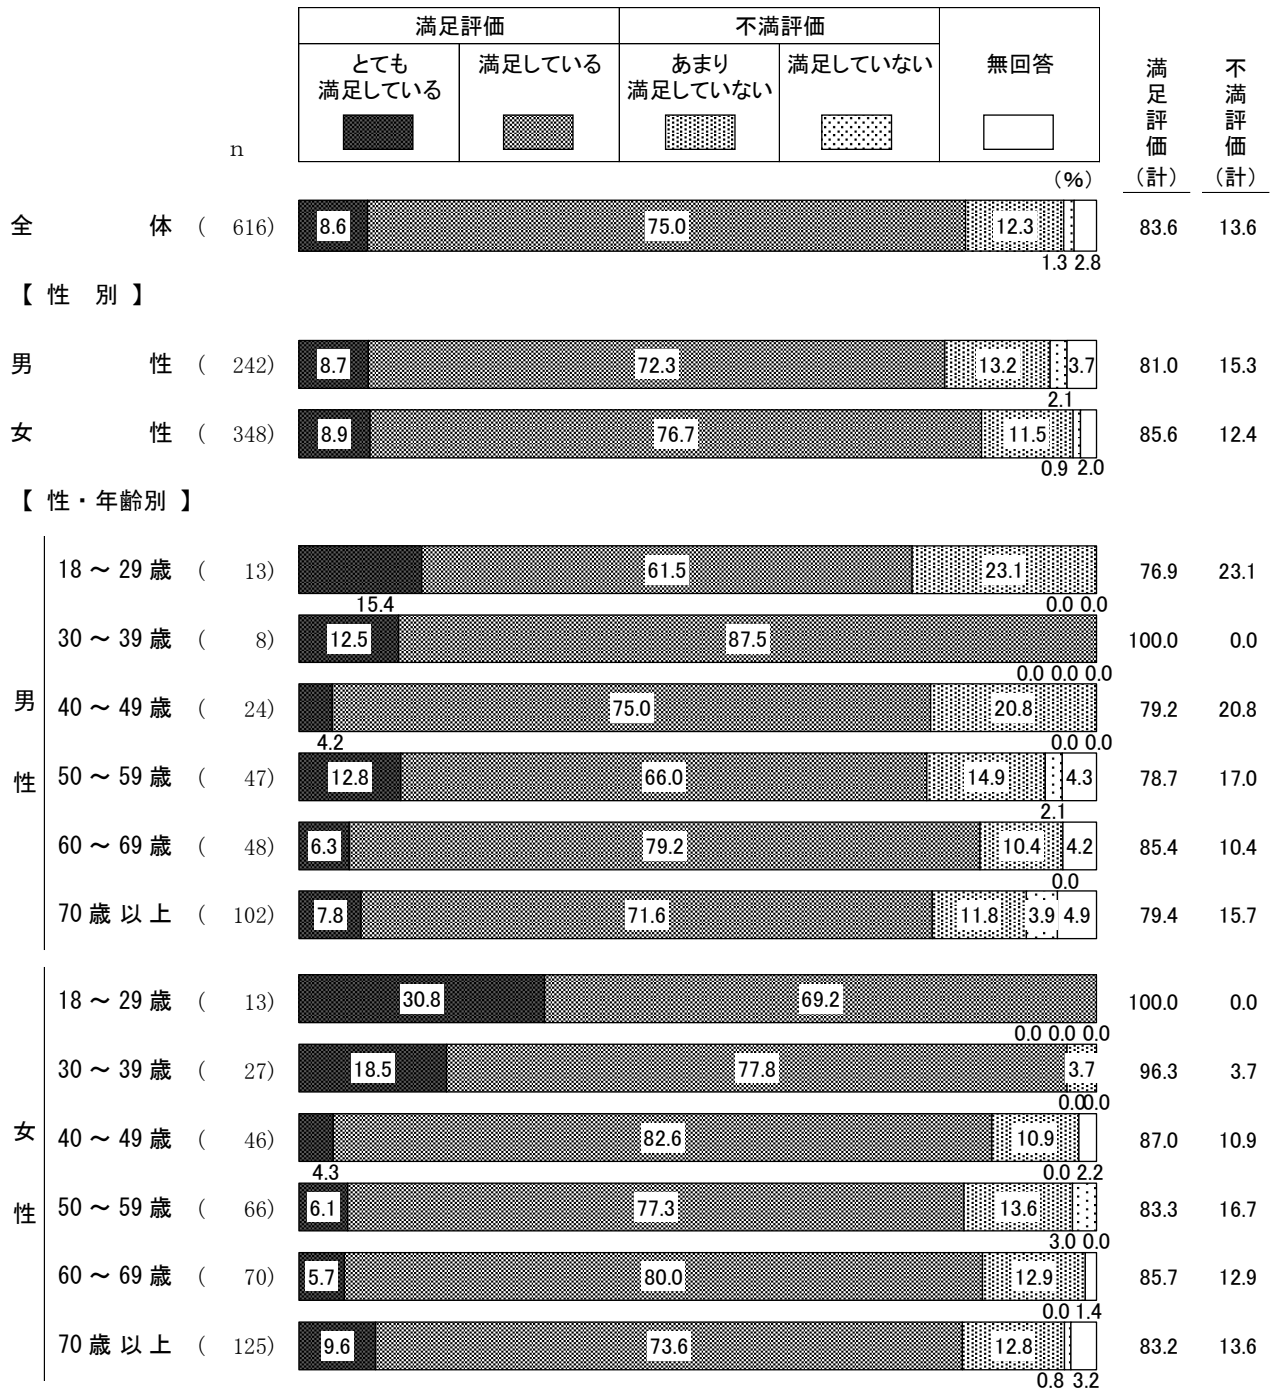 満足評価 不満評価
とても
満足している 満足している あまり
満足していない 満足していない 無回答
n
満足評価(計) 不満評価(計)
(%)
全体 ( 616) 8.6 75.0 12.3 83.6 13.6
1.3 2.8
【 性 別 】
男性 ( 242) 8.7 72.3 13.2 3.7 81.0 15.3
2.1
女性 ( 348) 8.9 76.7 11.5 85.6 12.4
0.9 2.0
【 性・年齢別 】
男性
18～29歳 ( 13) 61.5 23.1 76.9 23.1
15.4 0.0 0.0
30～39歳 ( 8) 12.5 87.5 100.0 0.0
0.0 0.0 0.0
40～49歳 ( 24) 75.0 20.8 79.2 20.8
4.2 0.0 0.0
50～59歳 ( 47) 12.8 66.0 14.9 4.3 78.7 17.0
2.1
60～69歳 ( 48) 6.3 79.2 10.4 4.2 85.4 10.4
0.0
70歳以上 ( 102) 7.8 71.6 11.8 3.9 4.9 79.4 15.7
女性
18～29歳 ( 13) 30.8 69.2 100.0 0.0
0.0 0.0 0.0
30～39歳 ( 27) 18.5 77.8 3.7 96.3 3.7
0.0 0.0
40～49歳 ( 46) 82.6 10.9 87.0 10.9
4.3 0.0 2.2
50～59歳 ( 66) 6.1 77.3 13.6 83.3 16.7
3.0 0.0
60～69歳 ( 70) 5.7 80.0 12.9 85.7 12.9
0.0 1.4
70歳以上 ( 125) 9.6 73.6 12.8 83.2 13.6
0.8 3.2